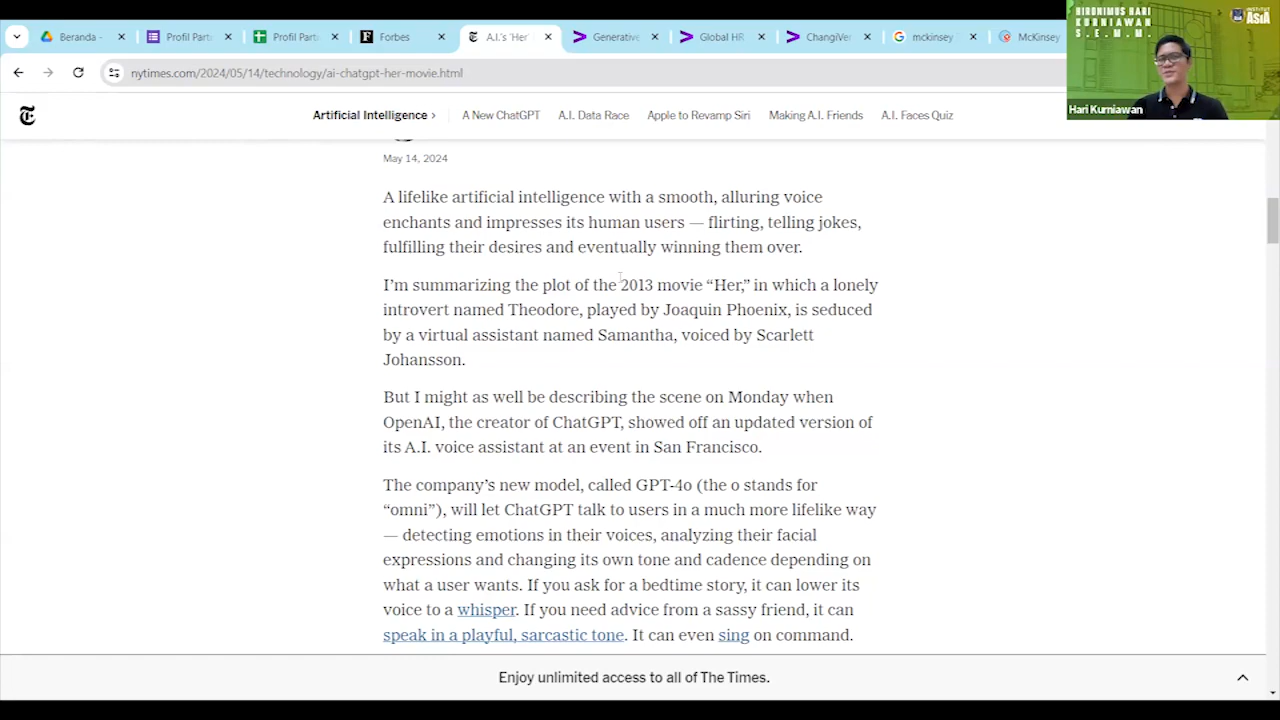 Beranda -
Profil Part
Profil Part
Forbes
A.I.'s 'Her'
Generative
Global HR
ChangiVer
mckinsey
McKinsey
nytimes.com/2024/05/14/technology/ai-chatgpt-her-movie.html
HIRONIMUS HARI
KURNIAWAN
S.E.M.M.
INSTITUT
ASIA
Hari Kurniawan
Artificial Intelligence ›
A New ChatGPT
A.I. Data Race
Apple to Revamp Siri
Making A.I. Friends
A.I. Faces Quiz
May 14, 2024
A lifelike artificial intelligence with a smooth, alluring voice
enchants and impresses its human users — flirting, telling jokes,
fulfilling their desires and eventually winning them over.
I'm summarizing the plot of the 2013 movie “Her,” in which a lonely
introvert named Theodore, played by Joaquin Phoenix, is seduced
by a virtual assistant named Samantha, voiced by Scarlett
Johansson.
But I might as well be describing the scene on Monday when
OpenAI, the creator of ChatGPT, showed off an updated version of
its A.I. voice assistant at an event in San Francisco.
The company's new model, called GPT-4o (the o stands for
“omni”), will let ChatGPT talk to users in a much more lifelike way
— detecting emotions in their voices, analyzing their facial
expressions and changing its own tone and cadence depending on
what a user wants. If you ask for a bedtime story, it can lower its
voice to a whisper. If you need advice from a sassy friend, it can
speak in a playful, sarcastic tone. It can even sing on command.
Enjoy unlimited access to all of The Times.